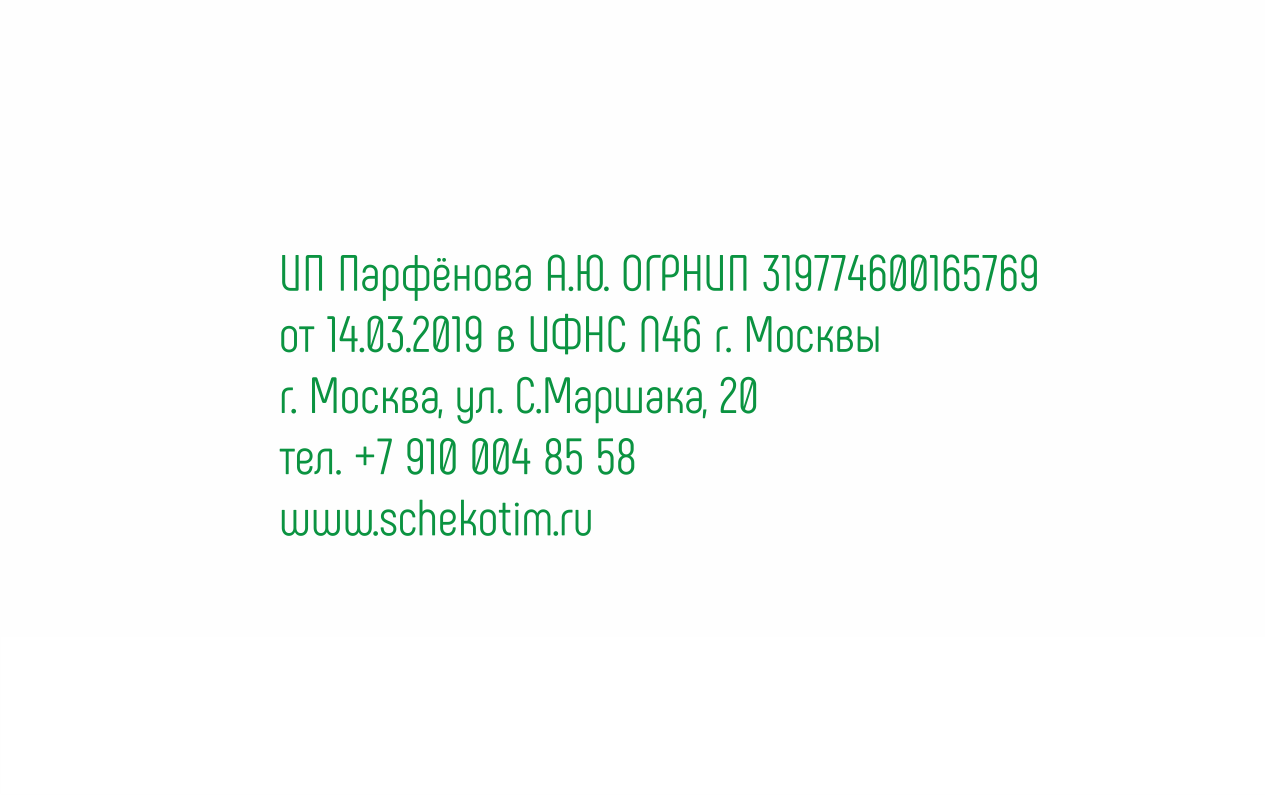 ИП Парфёнова А.Ю. ОГРНИП 319774600165769
от 14.03.2019 в ИФНС П46 г. Москвы
г. Москва, ул. С.Маршака, 20
тел. +7 910 004 85 58
www.schekotim.ru